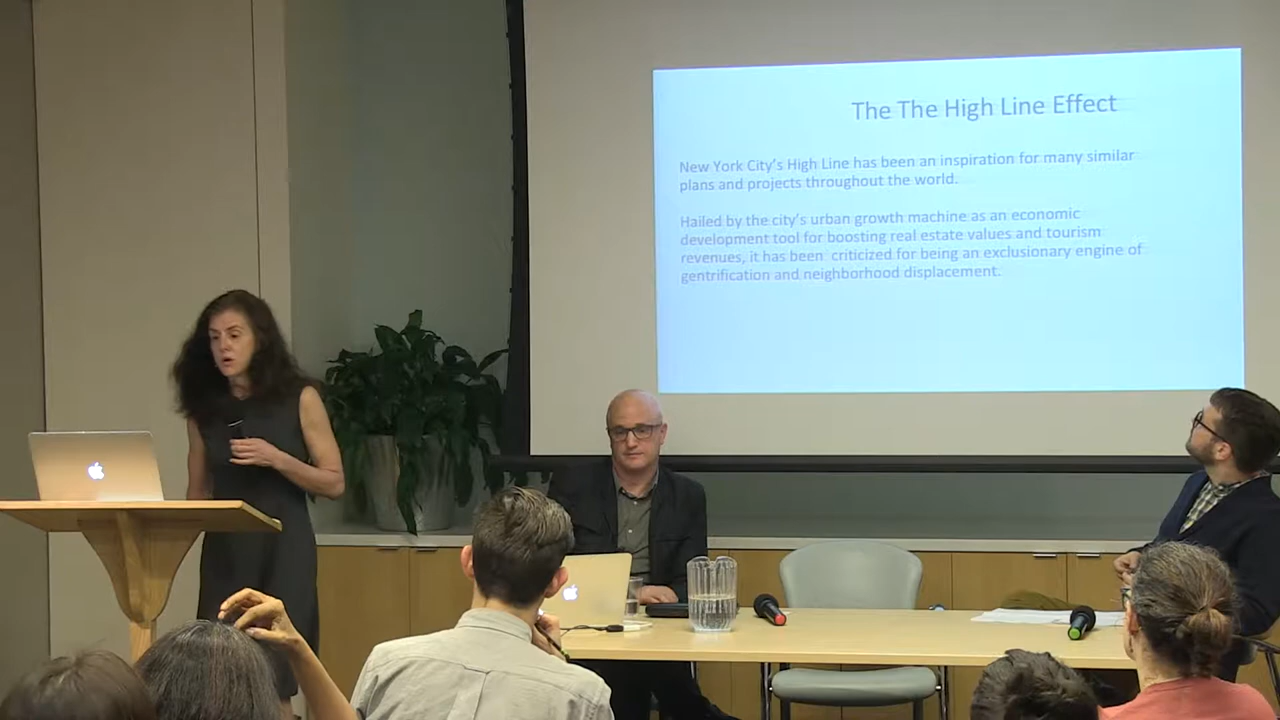 The The High Line Effect
New York City's High Line has been an inspiration for many similar
plans and projects throughout the world.
Hailed by the city's urban growth machine as an economic
development tool for boosting real estate values and tourism
revenues, it has been criticized for being an exclusionary engine of
gentrification and neighborhood displacement.